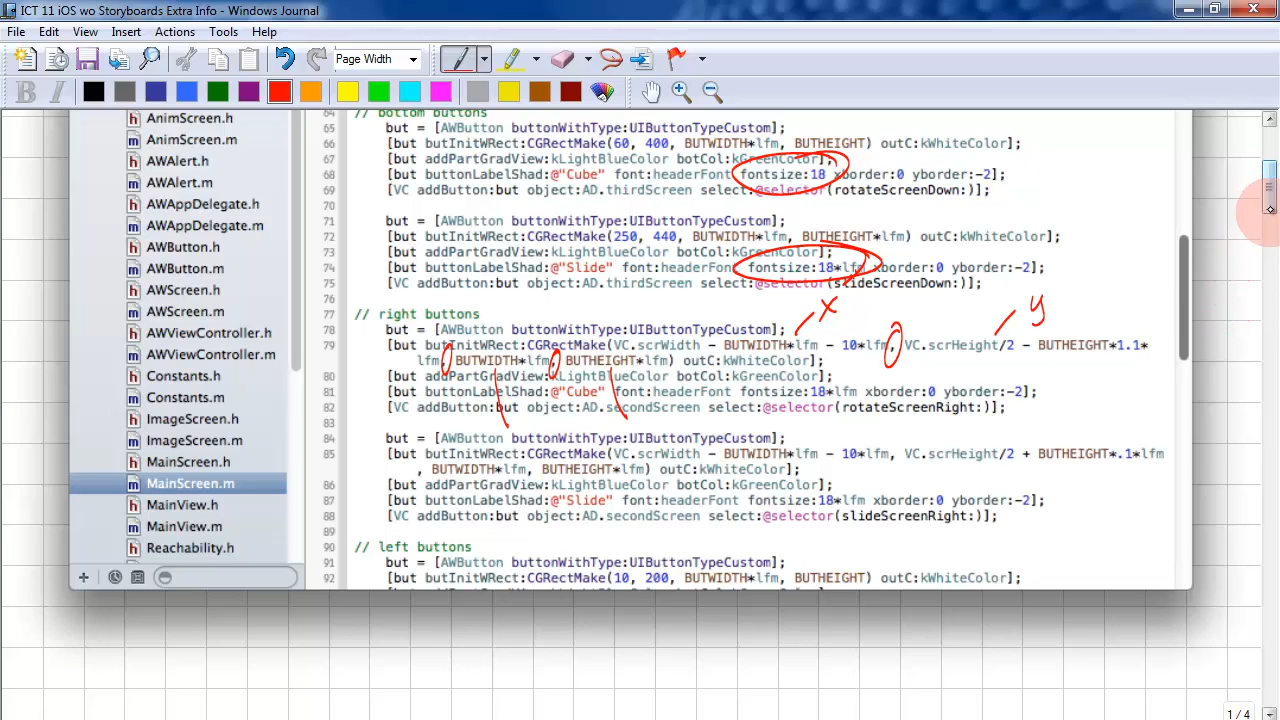 ICT 11 iOS wo Storyboards Extra Info - Windows Journal
File Edit View Insert Actions Tools Help
Page Width
B I
AnimScreen.h
AnimScreen.m
AWAlert.h
AWAlert.m
AWAppDelegate.h
AWAppDelegate.m
AWButton.h
AWButton.m
AWScreen.h
AWScreen.m
AWViewController.h
AWViewController.m
Constants.h
Constants.m
ImageScreen.h
ImageScreen.m
MainScreen.h
MainScreen.m
MainView.h
MainView.m
Reachability.h
64 // bottom buttons
65 but = [AWButton buttonWithType:UIButtonTypeCustom];
66 [but butInitWRect:CGRectMake(60, 400, BUTWIDTH*lfm, BUTHEIGHT) outC:kWhiteColor];
67 [but addPartGradView:kLightBlueColor botCol:kGreenColor];
68 [but buttonLabelShad:@"Cube" font:headerFont fontsize:18 xborder:0 yborder:-2];
69 [VC addButton:but object:AD.thirdScreen select:@selector(rotateScreenDown:)];
70
71 but = [AWButton buttonWithType:UIButtonTypeCustom];
72 [but butInitWRect:CGRectMake(250, 440, BUTWIDTH*lfm, BUTHEIGHT*lfm) outC:kWhiteColor];
73 [but addPartGradView:kLightBlueColor botCol:kGreenColor];
74 [but buttonLabelShad:@"Slide" font:headerFont fontsize:18*lfm xborder:0 yborder:-2];
75 [VC addButton:but object:AD.thirdScreen select:@selector(slideScreenDown:)];
76
x y
77 // right buttons
78 but = [AWButton buttonWithType:UIButtonTypeCustom];
79 [but butInitWRect:CGRectMake(VC.scrWidth - BUTWIDTH*lfm - 10*lfm, VC.scrHeight/2 - BUTHEIGHT*1.1*
lfm, BUTWIDTH*lfm, BUTHEIGHT*lfm) outC:kWhiteColor];
80 [but addPartGradView:kLightBlueColor botCol:kGreenColor];
81 [but buttonLabelShad:@"Cube" font:headerFont fontsize:18*lfm xborder:0 yborder:-2];
82 [VC addButton:but object:AD.secondScreen select:@selector(rotateScreenRight:)];
83
84 but = [AWButton buttonWithType:UIButtonTypeCustom];
85 [but butInitWRect:CGRectMake(VC.scrWidth - BUTWIDTH*lfm - 10*lfm, VC.scrHeight/2 + BUTHEIGHT*.1*lfm
, BUTWIDTH*lfm, BUTHEIGHT*lfm) outC:kWhiteColor];
86 [but addPartGradView:kLightBlueColor botCol:kGreenColor];
87 [but buttonLabelShad:@"Slide" font:headerFont fontsize:18*lfm xborder:0 yborder:-2];
88 [VC addButton:but object:AD.secondScreen select:@selector(slideScreenRight:)];
89
90 // left buttons
91 but = [AWButton buttonWithType:UIButtonTypeCustom];
92 [but butInitWRect:CGRectMake(10, 200, BUTWIDTH*lfm, BUTHEIGHT) outC:kWhiteColor];
1 / 4